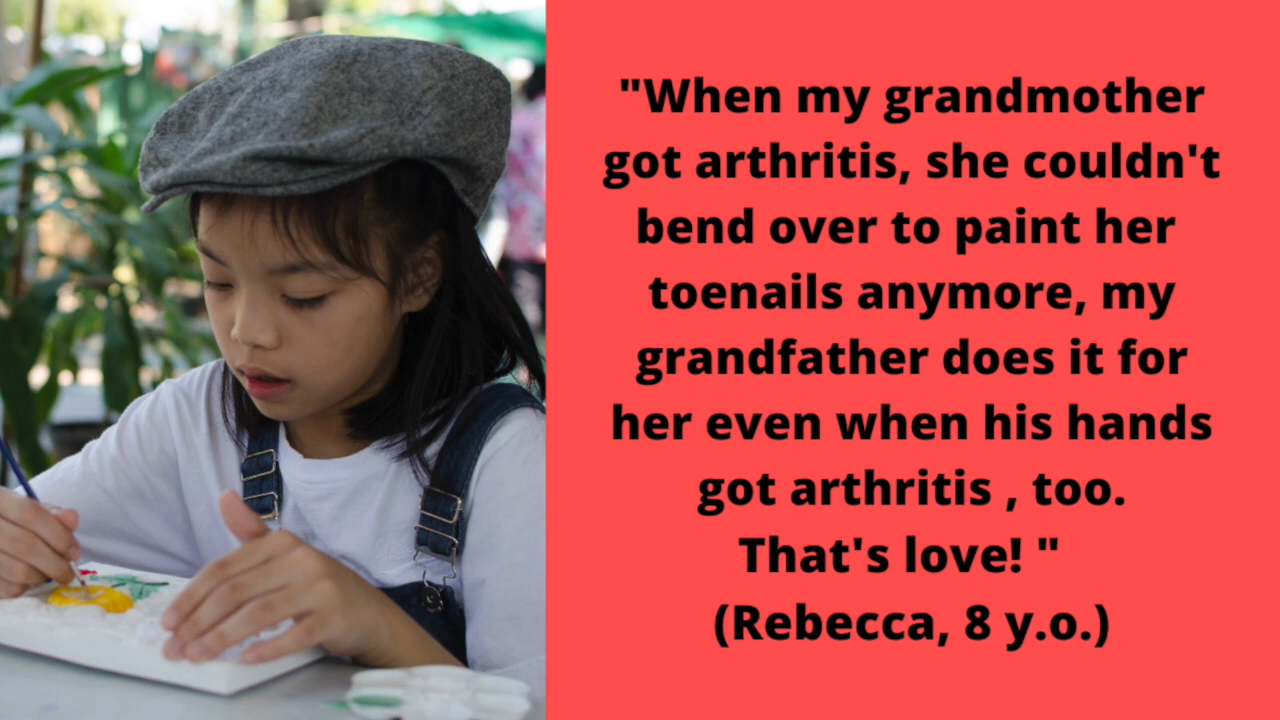 "When my grandmother
got arthritis, she couldn't
bend over to paint her
toenails anymore, my
grandfather does it for
her even when his hands
got arthritis , too.
That's love! "
(Rebecca, 8 y.o.)